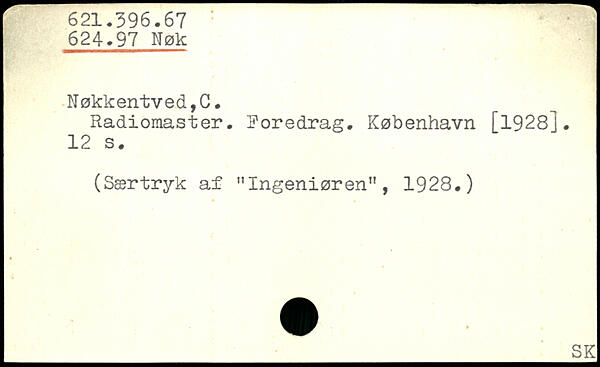 621.396.67
624.97 Nøk
Nøkkentved,C.
Radiomaster. Foredrag. København [1928].
12 s.
(Særtryk af "Ingeniøren", 1928.)
SK